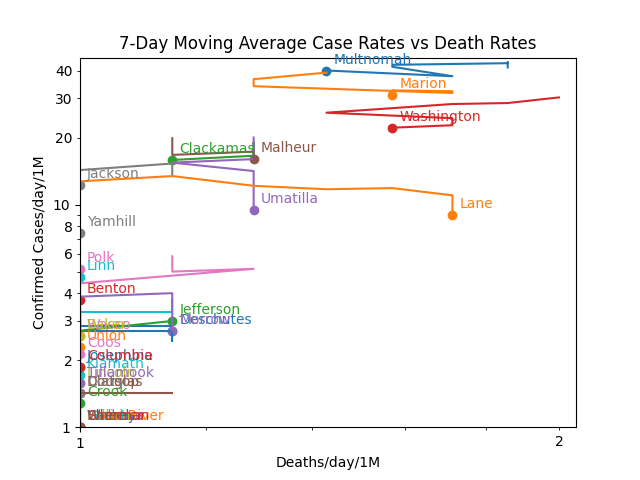 7-Day Moving Average Case Rates vs Death Rates
Multnomah
40
Marion
30
Washington
20
Clackamas
Malheur
Jackson
Umatilla
10
Lane
8
Yamhill
6
Polk
Linn
Benton
4
Jefferson
3
Deschutes
Union
Coos
2
Columbia
Klamath
Tillamook
Crook
1
1
2
Deaths/day/1M
Confirmed Cases/day/1M